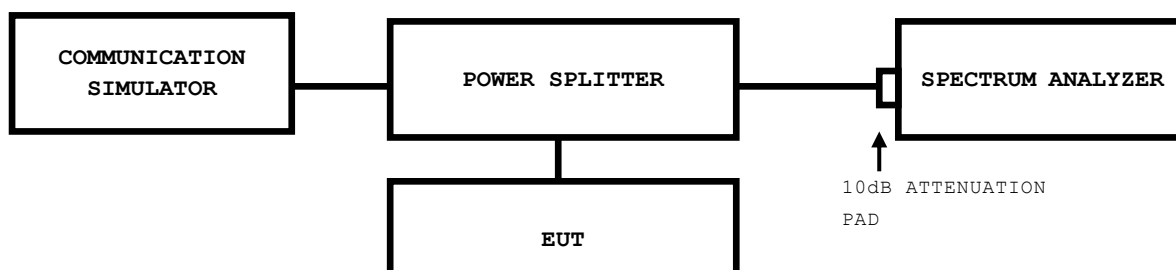 COMMUNICATION
SIMULATOR
POWER SPLITTER
SPECTRUM ANALYZER
10dB ATTENUATION
PAD
EUT